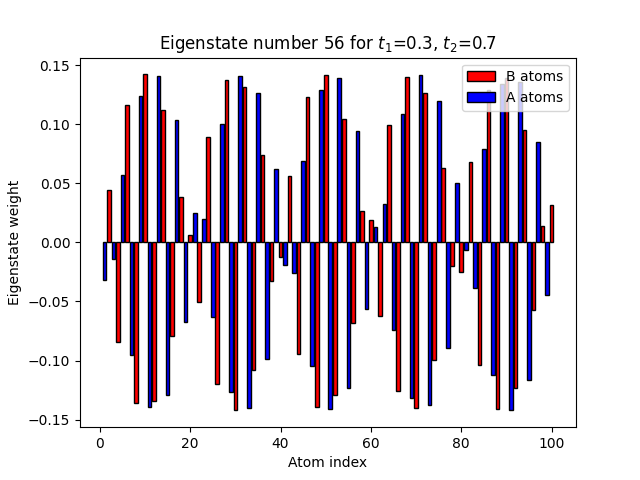 Eigenstate number 56 for t₁=0.3, t₂=0.7
Eigenstate weight
0.15
0.10
0.05
0.00
−0.05
−0.10
−0.15
B atoms
A atoms
0
20
40
60
80
100
Atom index